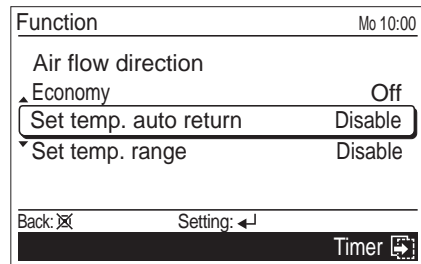 Function Mo 10:00
Air flow direction
Economy Off
Set temp. auto return Disable
Set temp. range Disable
Back: Setting:
Timer